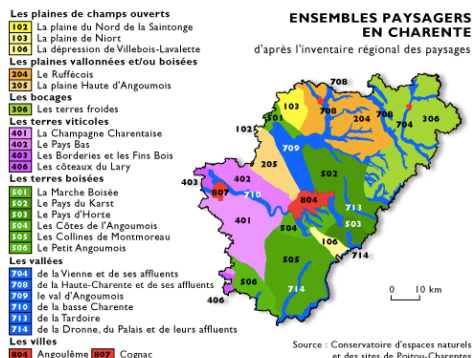 Les plaines de champs ouverts
102 La plaine du Nord de la Saintonge
103 La plaine de Niort
106 La dépression de Villebois-Lavalette
Les plaines vallonnées et/ou boisées
204 Le Ruffécois
205 La plaine Haute d'Angoumois
Les bocages
306 Les terres froides
Les terres viticoles
401 La Champagne Charentaise
402 Le Pays Bas
403 Les Borderies et les Fins Bois
406 Les côteaux du Lary
Les terres boisées
501 La Marche Boisée
502 Le Pays du Karst
503 Le Pays d'Horte
504 Les Côtes de l'Angoumois
505 Les Collines de Montmoreau
506 Le Petit Angoumois
Les vallées
704 de la Vienne et ses affluents
708 de la Haute-Charente et de ses affluents
709 le val d'Angoumois
710 de la basse Charente
713 de la Tardoire
714 de la Dronne, du Palais et de leurs affluents
Les villes
804 Angoulême 807 Cognac
ENSEMBLES PAYSAGERS
EN CHARENTE
d'après l'inventaire régional des paysages
708
103
708
708
306
501
204
704
102
709
205
502
403
402
807
710
804
713
401
503
504
106
714
505
506
714
406
0 10 km
Source : Conservatoire d'espaces naturels
et des sites de Poitou-Charentes